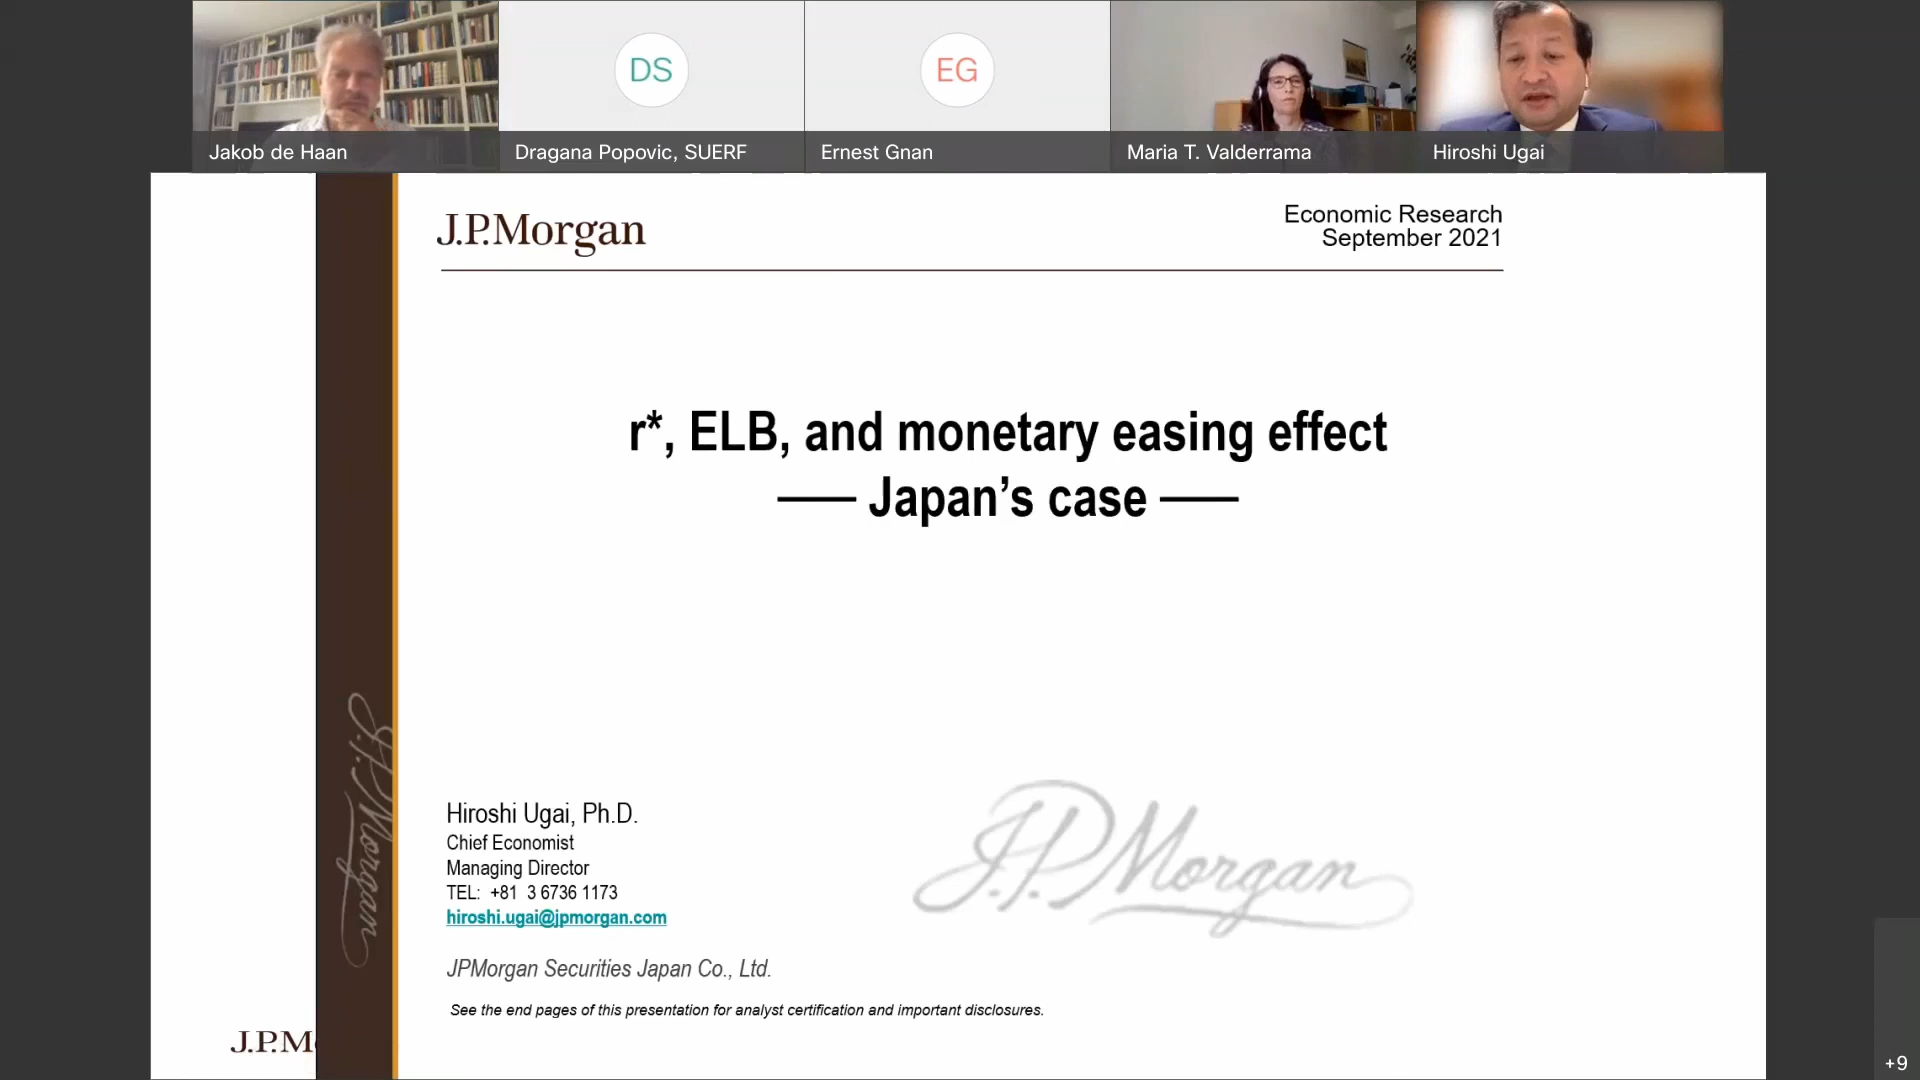 DS
EG
Jakob de Haan
Dragana Popovic, SUERF
Ernest Gnan
Maria T. Valderrama
Hiroshi Ugai
J.P.Morgan
Economic Research
September 2021
r*, ELB, and monetary easing effect
—— Japan’s case ——
Hiroshi Ugai, Ph.D.
Chief Economist
Managing Director
TEL: +81 3 6736 1173
hiroshi.ugai@jpmorgan.com
J.P.Morgan
J.P.Morgan
JPMorgan Securities Japan Co., Ltd.
See the end pages of this presentation for analyst certification and important disclosures.
J.P.M
+9